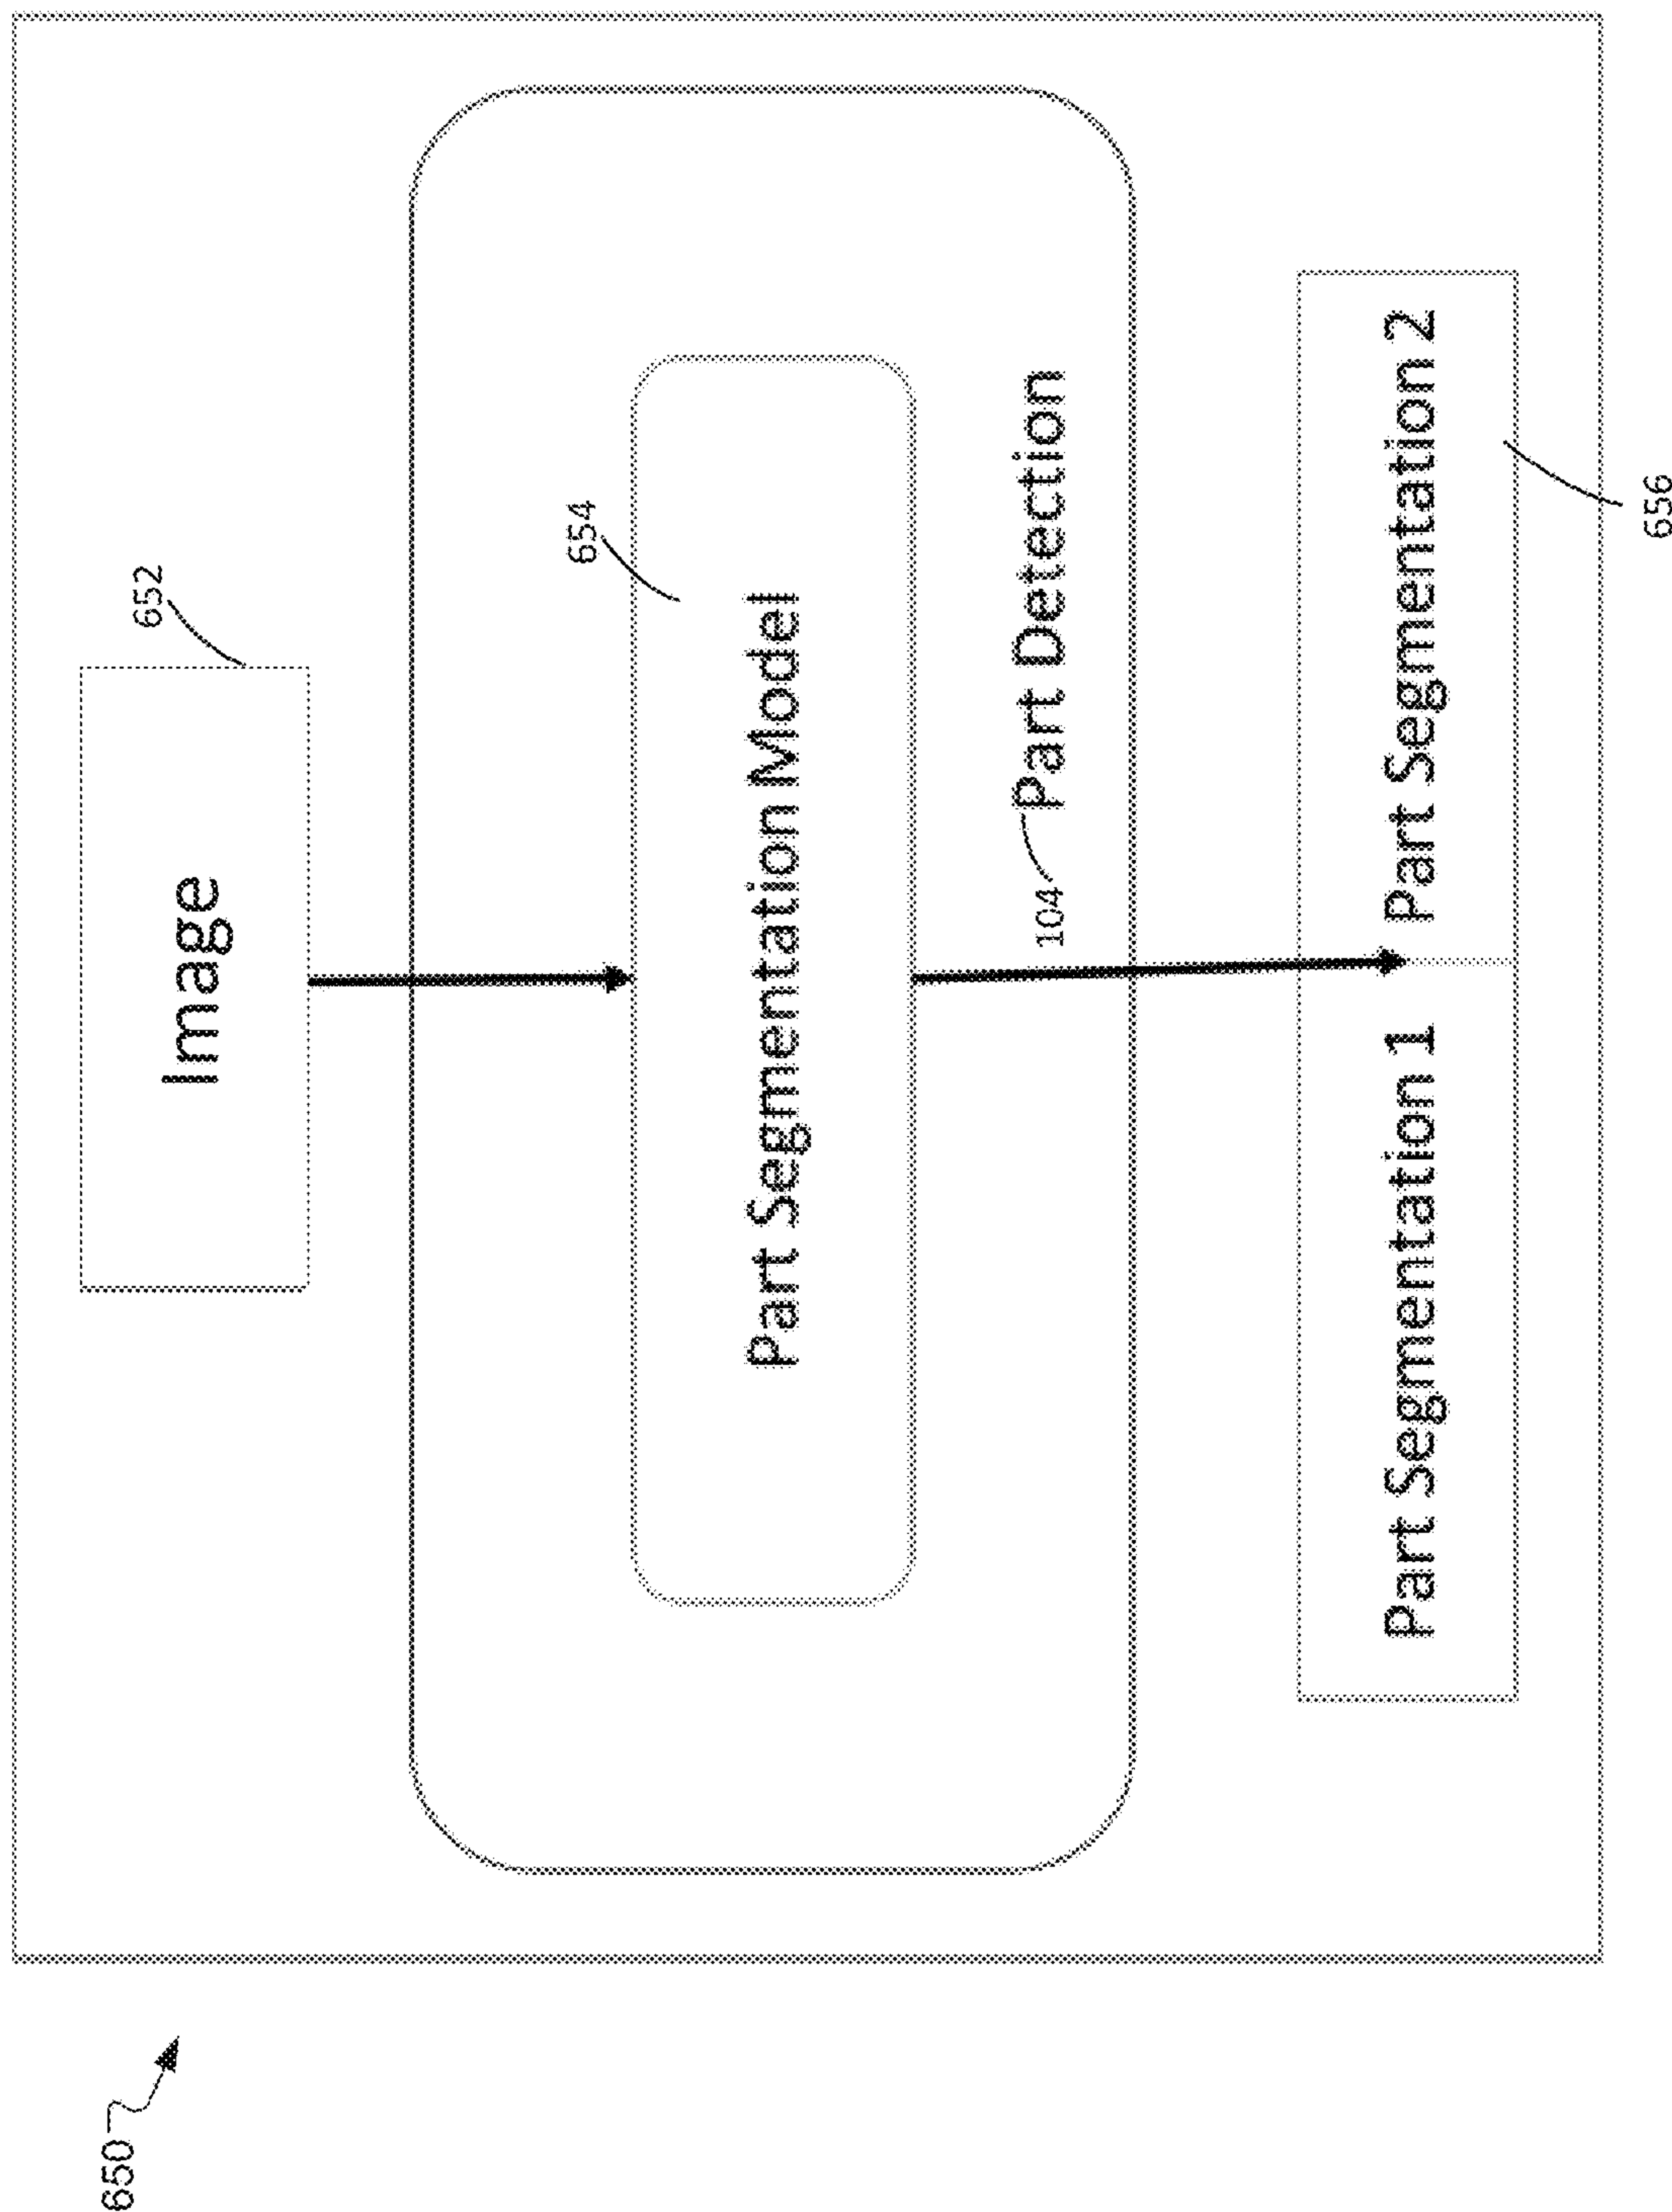 650
652
Image
654
Part Segmentation Model
104
Part Detection
Part Segmentation 1
Part Segmentation 2
656